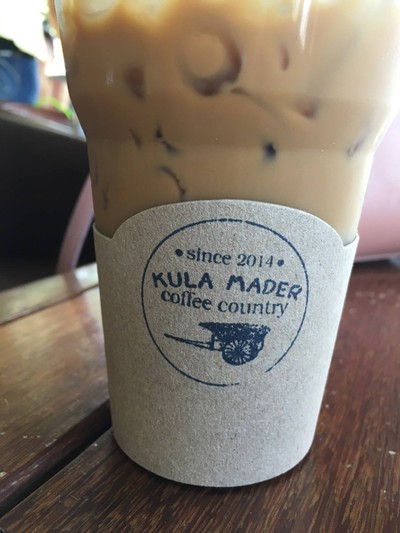 • since 2014 •
KULA MADER
coffee country